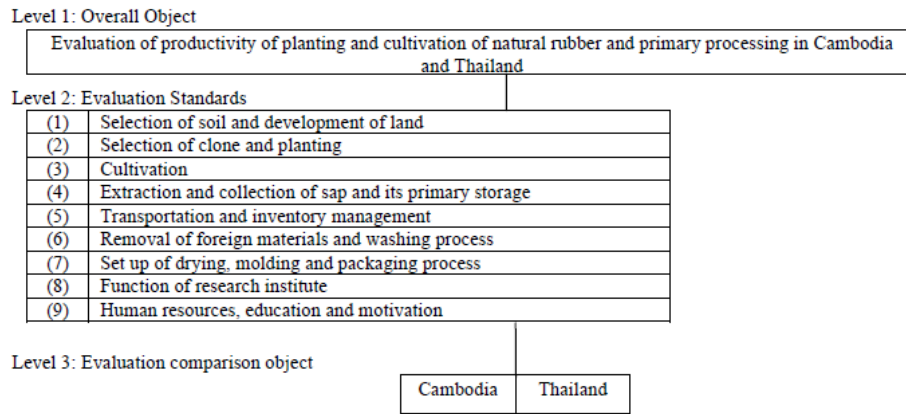 Level 1: Overall Object
Evaluation of productivity of planting and cultivation of natural rubber and primary processing in Cambodia
and Thailand
Level 2: Evaluation Standards
(1) Selection of soil and development of land
(2) Selection of clone and planting
(3) Cultivation
(4) Extraction and collection of sap and its primary storage
(5) Transportation and inventory management
(6) Removal of foreign materials and washing process
(7) Set up of drying, molding and packaging process
(8) Function of research institute
(9) Human resources, education and motivation
Level 3: Evaluation comparison object
Cambodia Thailand